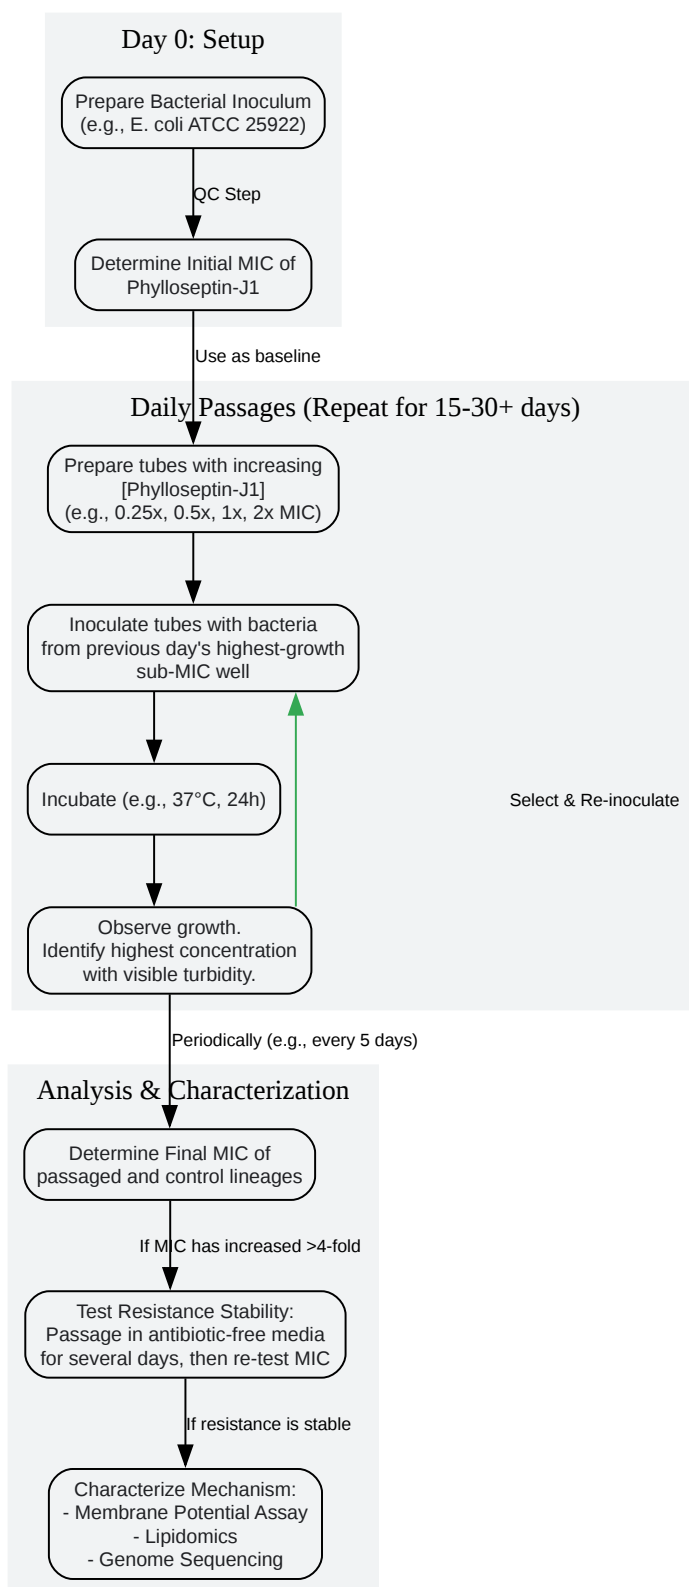 Day 0: Setup
Prepare Bacterial Inoculum
(e.g., E. coli ATCC 25922)
QC Step
Determine Initial MIC of
Phylloseptin-J1
Use as baseline
Daily Passages (Repeat for 15-30+ days)
Prepare tubes with increasing
[Phylloseptin-J1]
(e.g., 0.25x, 0.5x, 1x, 2x MIC)
Inoculate tubes with bacteria
from previous day's highest-growth
sub-MIC well
Incubate (e.g., 37°C, 24h)
Select & Re-inoculate
Observe growth.
Identify highest concentration
with visible turbidity.
Periodically (e.g., every 5 days)
Analysis & Characterization
Determine Final MIC of
passaged and control lineages
If MIC has increased >4-fold
Test Resistance Stability:
Passage in antibiotic-free media
for several days, then re-test MIC
If resistance is stable
Characterize Mechanism:
- Membrane Potential Assay
- Lipidomics
- Genome Sequencing